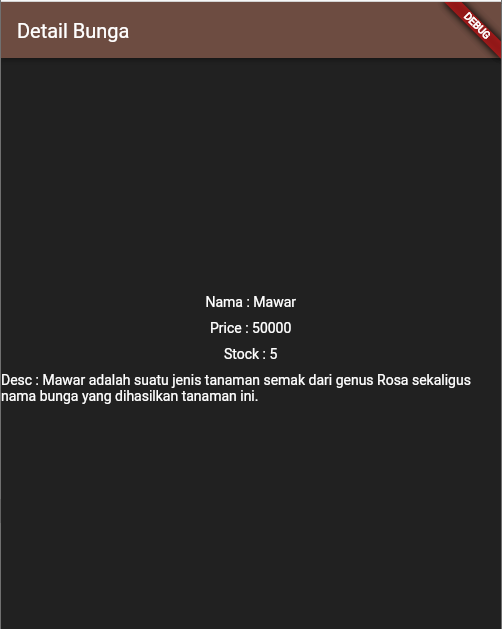 Detail Bunga
DEBUG
Nama : Mawar
Price : 50000
Stock : 5
Desc : Mawar adalah suatu jenis tanaman semak dari genus Rosa sekaligus
nama bunga yang dihasilkan tanaman ini.